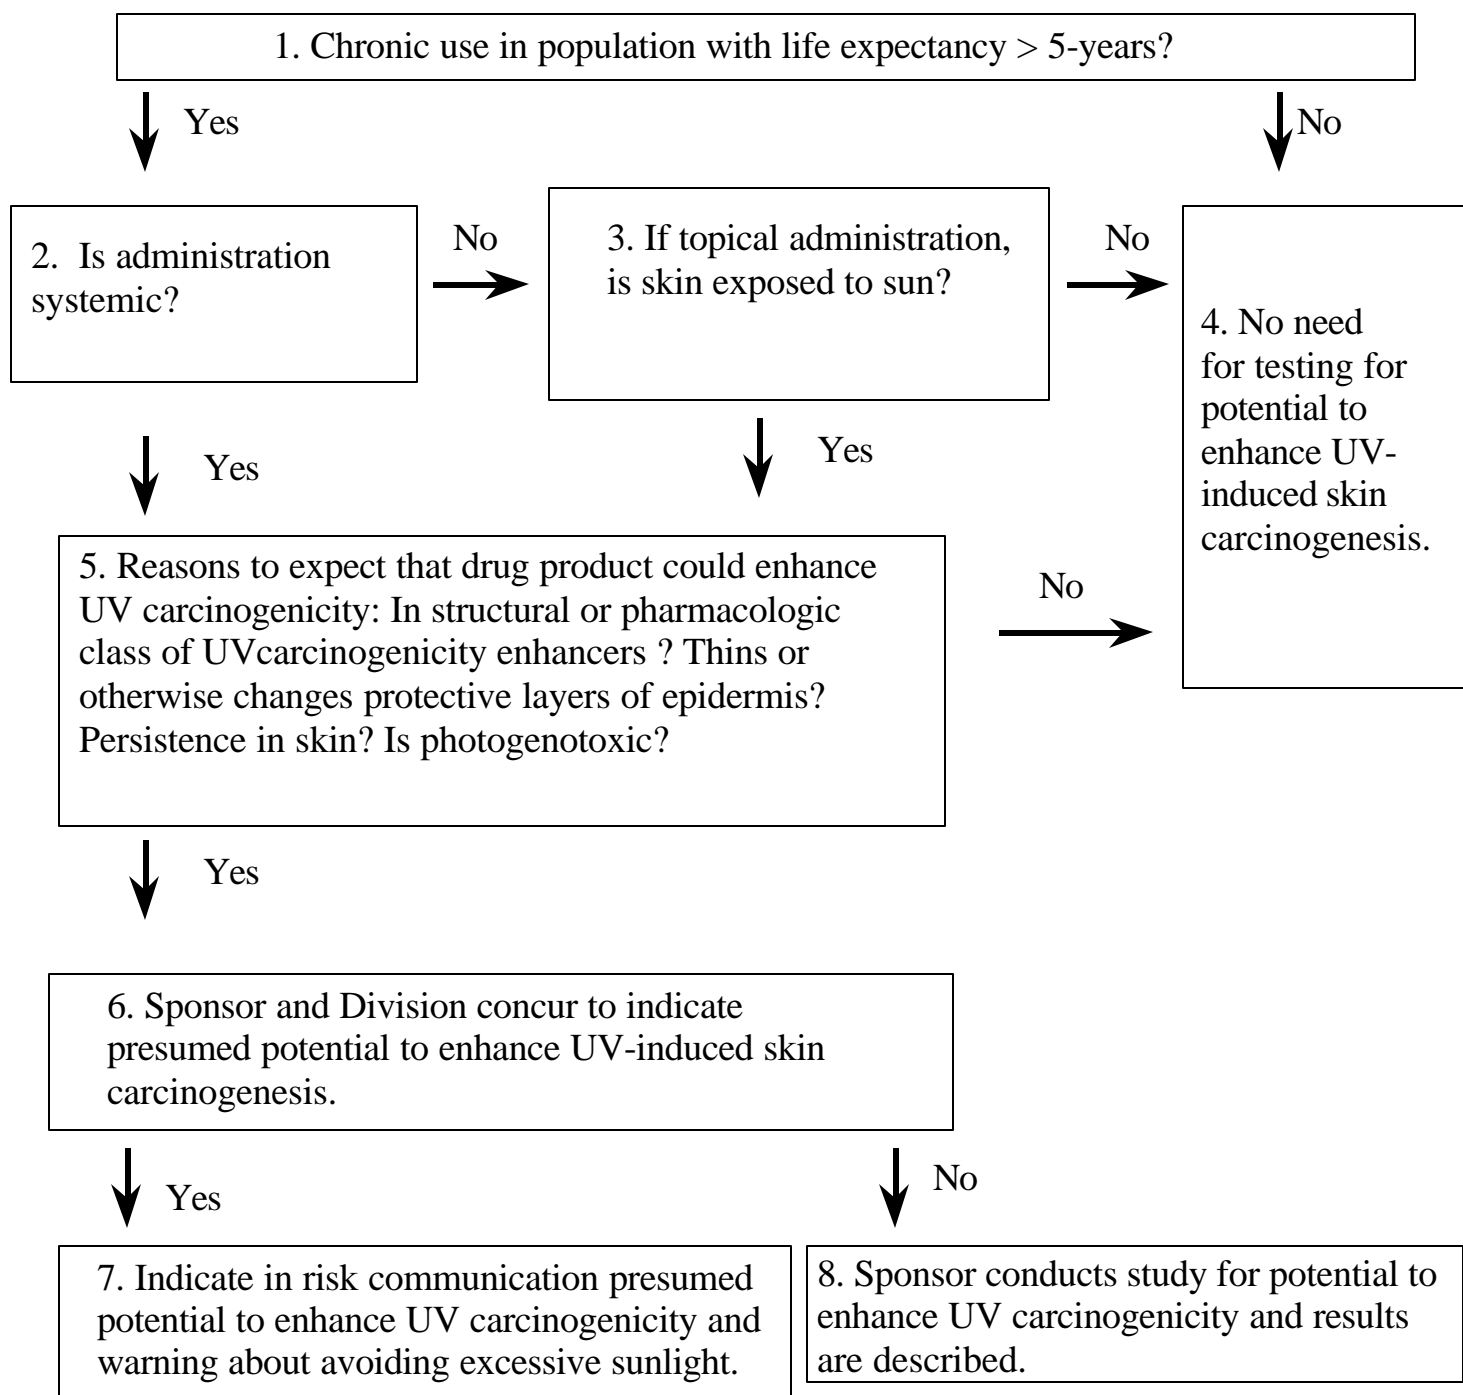 1. Chronic use in population with life expectancy > 5-years?
Yes
No
2.  Is administration
systemic?
No
3. If topical administration,
is skin exposed to sun?
No
4. No need
for testing for
potential to
enhance UV-
induced skin
carcinogenesis.
Yes
Yes
5. Reasons to expect that drug product could enhance
UV carcinogenicity: In structural or pharmacologic
class of UVcarcinogenicity enhancers ? Thins or
otherwise changes protective layers of epidermis?
Persistence in skin? Is photogenotoxic?
No
Yes
6. Sponsor and Division concur to indicate
presumed potential to enhance UV-induced skin
carcinogenesis.
Yes
No
7. Indicate in risk communication presumed
potential to enhance UV carcinogenicity and
warning about avoiding excessive sunlight.
8. Sponsor conducts study for potential to
enhance UV carcinogenicity and results
are described.